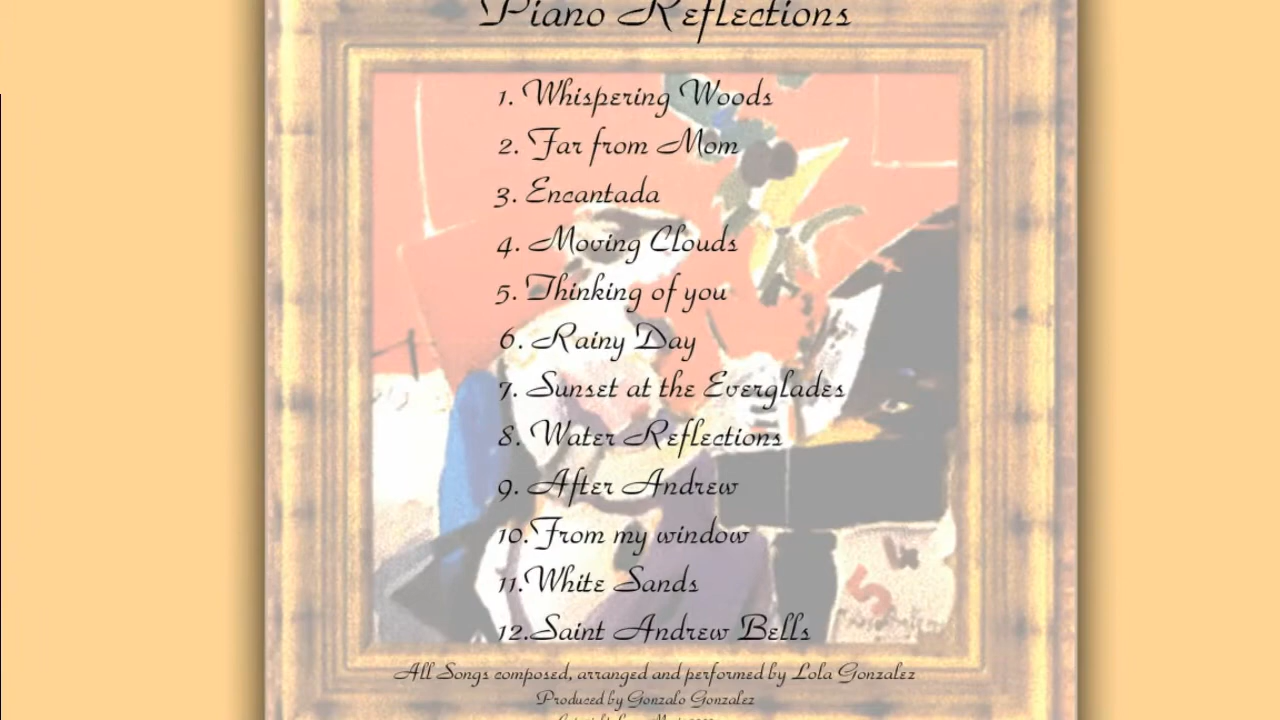 Piano Reflections
1. Whispering Woods
2. Far from Mom
3. Encantada
4. Moving Clouds
5. Thinking of you
6. Rainy Day
7. Sunset at the Everglades
8. Water Reflections
9. After Andrew
10.From my window
11.White Sands
12.Saint Andrew Bells
54
All Songs composed, arranged and performed by Lola Gonzalez
Produced by Gonzalo Gonzalez